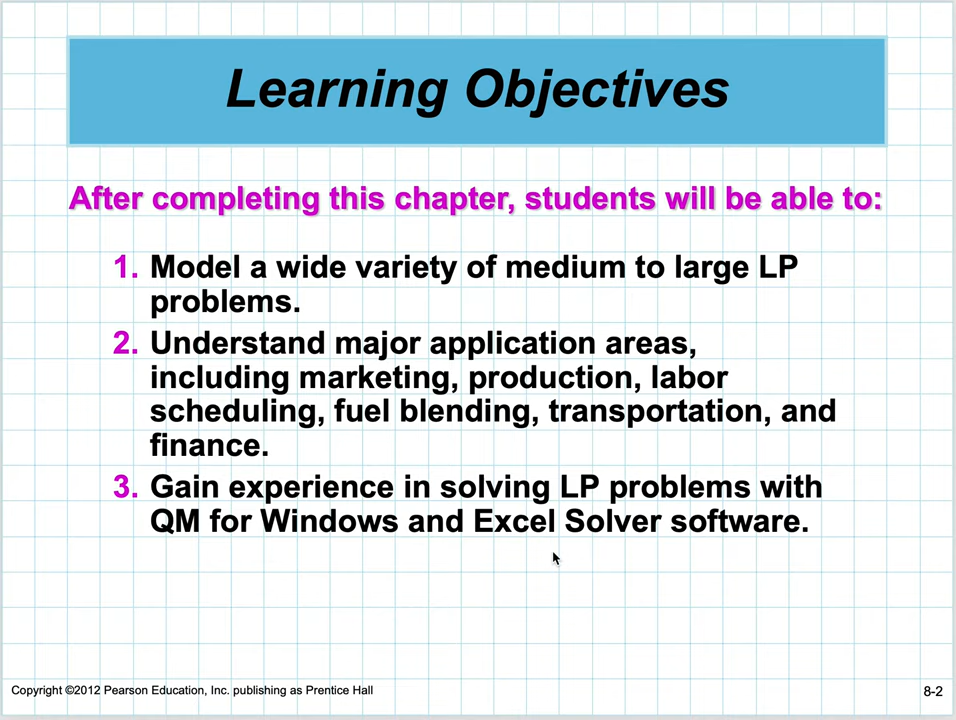 Learning Objectives
After completing this chapter, students will be able to:
1. Model a wide variety of medium to large LP
problems.
2. Understand major application areas,
including marketing, production, labor
scheduling, fuel blending, transportation, and
finance.
3. Gain experience in solving LP problems with
QM for Windows and Excel Solver software.
Copyright ©2012 Pearson Education, Inc. publishing as Prentice Hall
8-2